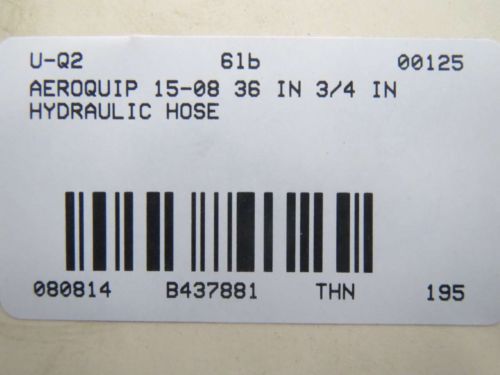 U-Q2 61b 00125
AEROQUIP 15-08 36 IN 3/4 IN
HYDRAULIC HOSE
080814 B437881 THN 195